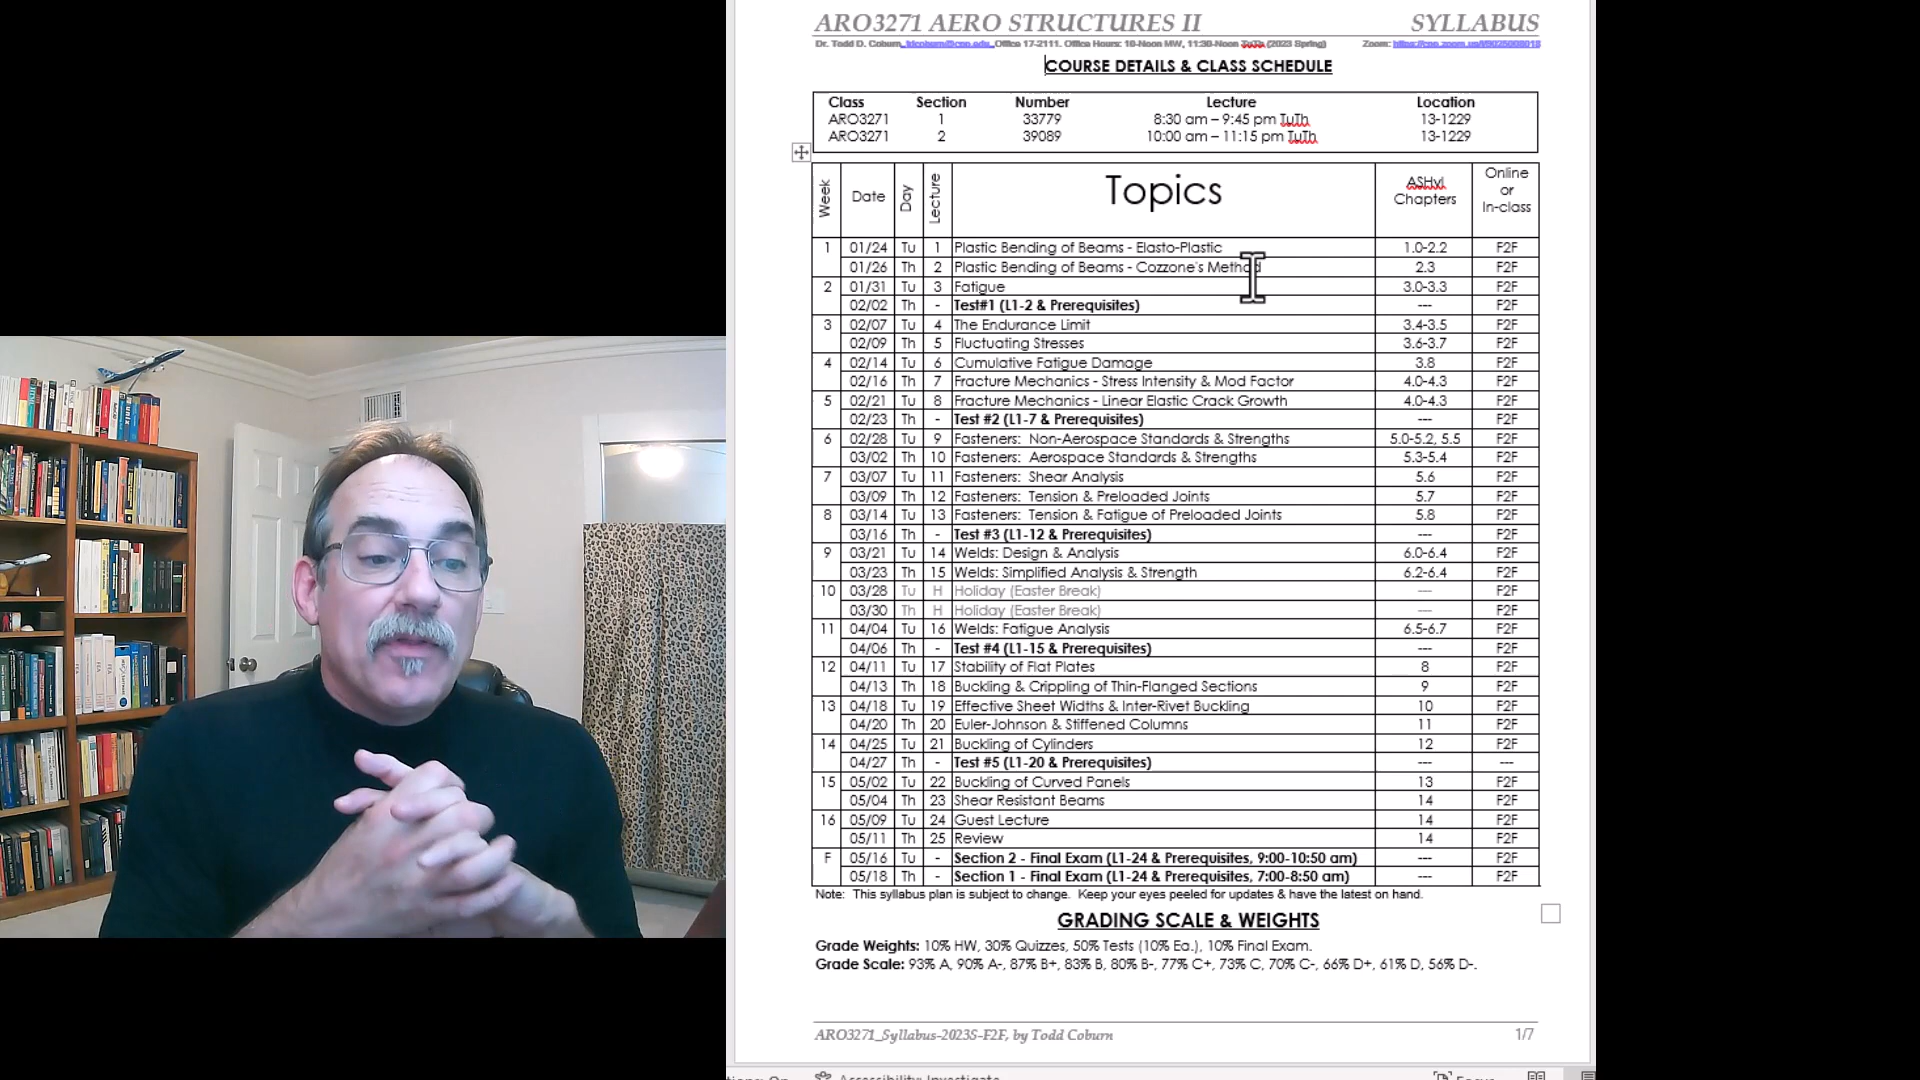 ARO3271 AERO STRUCTURES II SYLLABUS
Dr. Todd D. Coburn, tdcoburn@cpp.edu, Office 17-2111. Office Hours: 10-Noon MW, 11:30-Noon TuTh (2023 Spring) Zoom:
COURSE DETAILS & CLASS SCHEDULE
Class Section Number Lecture Location
ARO3271 1 33779 8:30 am – 9:45 pm TuTh 13-1229
ARO3271 2 39089 10:00 am – 11:15 pm TuTh 13-1229
Week Date Day Lecture Topics ASHvl Chapters Online or In-class
1 01/24 Tu 1 Plastic Bending of Beams - Elasto-Plastic 1.0-2.2 F2F
01/26 Th 2 Plastic Bending of Beams - Cozzone's Method 2.3 F2F
2 01/31 Tu 3 Fatigue 3.0-3.3 F2F
02/02 Th - Test#1 (L1-2 & Prerequisites) --- F2F
3 02/07 Tu 4 The Endurance Limit 3.4-3.5 F2F
02/09 Th 5 Fluctuating Stresses 3.6-3.7 F2F
4 02/14 Tu 6 Cumulative Fatigue Damage 3.8 F2F
02/16 Th 7 Fracture Mechanics - Stress Intensity & Mod Factor 4.0-4.3 F2F
5 02/21 Tu 8 Fracture Mechanics - Linear Elastic Crack Growth 4.0-4.3 F2F
02/23 Th - Test #2 (L1-7 & Prerequisites) --- F2F
6 02/28 Tu 9 Fasteners: Non-Aerospace Standards & Strengths 5.0-5.2, 5.5 F2F
03/02 Th 10 Fasteners: Aerospace Standards & Strengths 5.3-5.4 F2F
7 03/07 Tu 11 Fasteners: Shear Analysis 5.6 F2F
03/09 Th 12 Fasteners: Tension & Preloaded Joints 5.7 F2F
8 03/14 Tu 13 Fasteners: Tension & Fatigue of Preloaded Joints 5.8 F2F
03/16 Th - Test #3 (L1-12 & Prerequisites) --- F2F
9 03/21 Tu 14 Welds: Design & Analysis 6.0-6.4 F2F
03/23 Th 15 Welds: Simplified Analysis & Strength 6.2-6.4 F2F
10 03/28 Tu H Holiday (Easter Break) --- F2F
03/30 Th H Holiday (Easter Break) --- F2F
11 04/04 Tu 16 Welds: Fatigue Analysis 6.5-6.7 F2F
04/06 Th - Test #4 (L1-15 & Prerequisites) --- F2F
12 04/11 Tu 17 Stability of Flat Plates 8 F2F
04/13 Th 18 Buckling & Crippling of Thin-Flanged Sections 9 F2F
13 04/18 Tu 19 Effective Sheet Widths & Inter-Rivet Buckling 10 F2F
04/20 Th 20 Euler-Johnson & Stiffened Columns 11 F2F
14 04/25 Tu 21 Buckling of Cylinders 12 F2F
04/27 Th - Test #5 (L1-20 & Prerequisites) --- ---
15 05/02 Tu 22 Buckling of Curved Panels 13 F2F
05/04 Th 23 Shear Resistant Beams 14 F2F
16 05/09 Tu 24 Guest Lecture 14 F2F
05/11 Th 25 Review 14 F2F
F 05/16 Tu - Section 2 - Final Exam (L1-24 & Prerequisites, 9:00-10:50 am) --- F2F
05/18 Th - Section 1 - Final Exam (L1-24 & Prerequisites, 7:00-8:50 am) --- F2F
Note: This syllabus plan is subject to change. Keep your eyes peeled for updates & have the latest on hand.
GRADING SCALE & WEIGHTS
Grade Weights: 10% HW, 30% Quizzes, 50% Tests (10% Ea.), 10% Final Exam.
Grade Scale: 93% A, 90% A-, 87% B+, 83% B, 80% B-, 77% C+, 73% C, 70% C-, 66% D+, 61% D, 56% D-.
ARO3271_Syllabus-2023S-F2F, by Todd Coburn 1/7